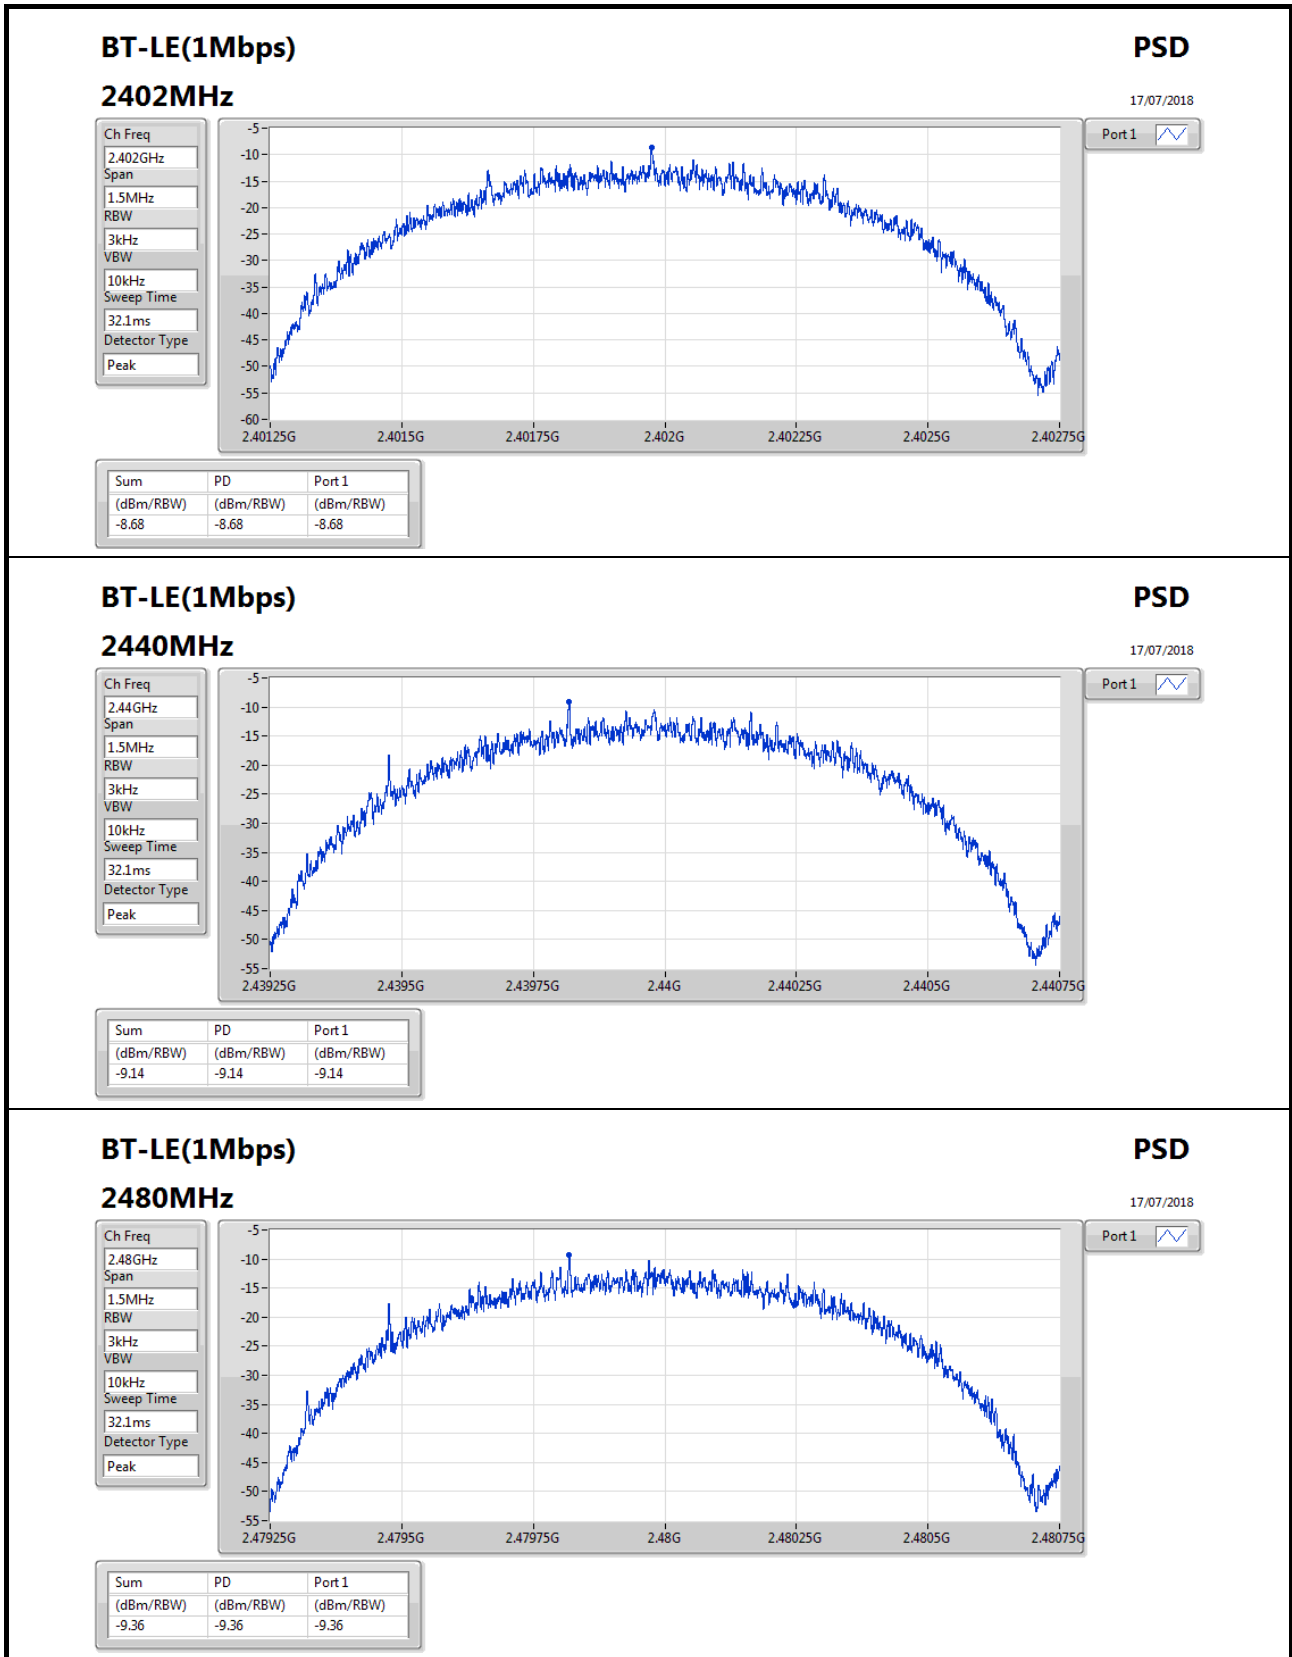 BT-LE(1Mbps) PSD
2402MHz 17/07/2018
Ch Freq
2.402GHz
Span
1.5MHz
RBW
3kHz
VBW
10kHz
Sweep Time
32.1ms
Detector Type
Peak
-5
-10
-15
-20
-25
-30
-35
-40
-45
-50
-55
-60
2.40125G 2.4015G 2.40175G 2.402G 2.40225G 2.4025G 2.40275G
Port 1
Sum PD Port 1
(dBm/RBW) (dBm/RBW) (dBm/RBW)
-8.68 -8.68 -8.68
BT-LE(1Mbps) PSD
2440MHz 17/07/2018
Ch Freq
2.44GHz
Span
1.5MHz
RBW
3kHz
VBW
10kHz
Sweep Time
32.1ms
Detector Type
Peak
-5
-10
-15
-20
-25
-30
-35
-40
-45
-50
-55
2.43925G 2.4395G 2.43975G 2.44G 2.44025G 2.4405G 2.44075G
Port 1
Sum PD Port 1
(dBm/RBW) (dBm/RBW) (dBm/RBW)
-9.14 -9.14 -9.14
BT-LE(1Mbps) PSD
2480MHz 17/07/2018
Ch Freq
2.48GHz
Span
1.5MHz
RBW
3kHz
VBW
10kHz
Sweep Time
32.1ms
Detector Type
Peak
-5
-10
-15
-20
-25
-30
-35
-40
-45
-50
-55
2.47925G 2.4795G 2.47975G 2.48G 2.48025G 2.4805G 2.48075G
Port 1
Sum PD Port 1
(dBm/RBW) (dBm/RBW) (dBm/RBW)
-9.36 -9.36 -9.36